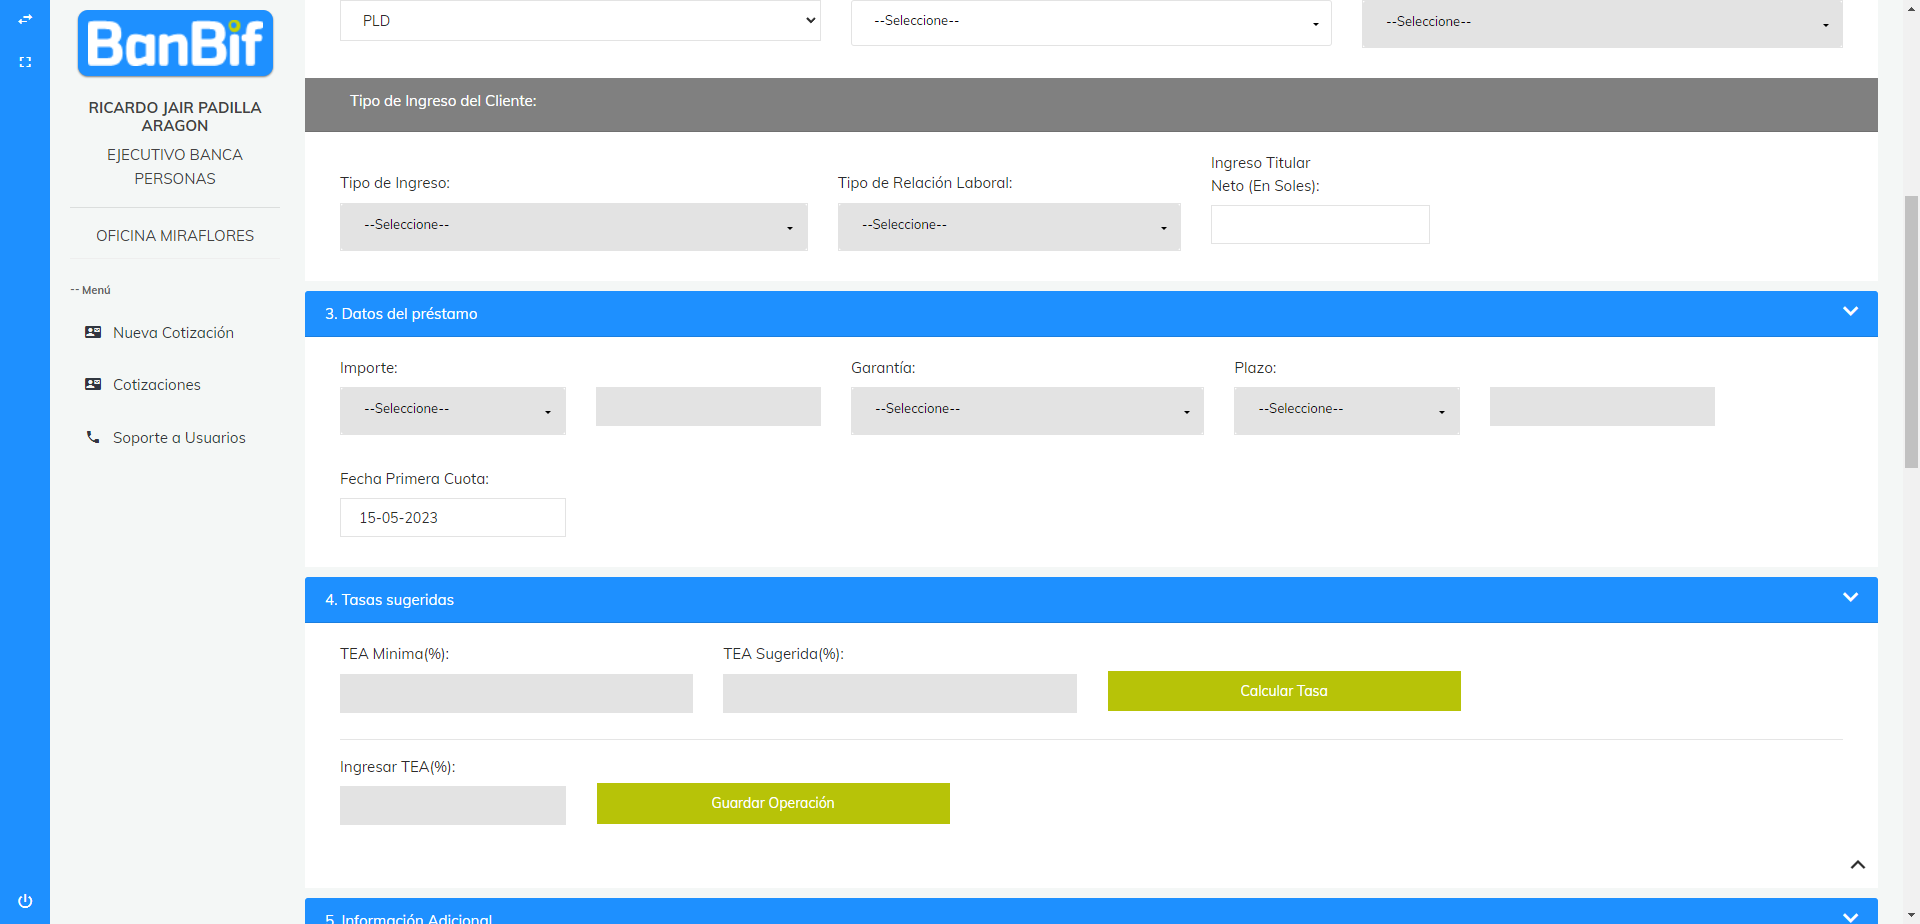 BanBif
RICARDO JAIR PADILLA
ARAGON
EJECUTIVO BANCA
PERSONAS
OFICINA MIRAFLORES
-- Menú
Nueva Cotización
Cotizaciones
Soporte a Usuarios
PLD
--Seleccione--
--Seleccione--
Tipo de Ingreso del Cliente:
Tipo de Ingreso:
--Seleccione--
Tipo de Relación Laboral:
--Seleccione--
Ingreso Titular
Neto (En Soles):
3. Datos del préstamo
Importe:
--Seleccione--
Garantía:
--Seleccione--
Plazo:
--Seleccione--
Fecha Primera Cuota:
15-05-2023
4. Tasas sugeridas
TEA Minima(%):
TEA Sugerida(%):
Calcular Tasa
Ingresar TEA(%):
Guardar Operación
5. Información Adicional